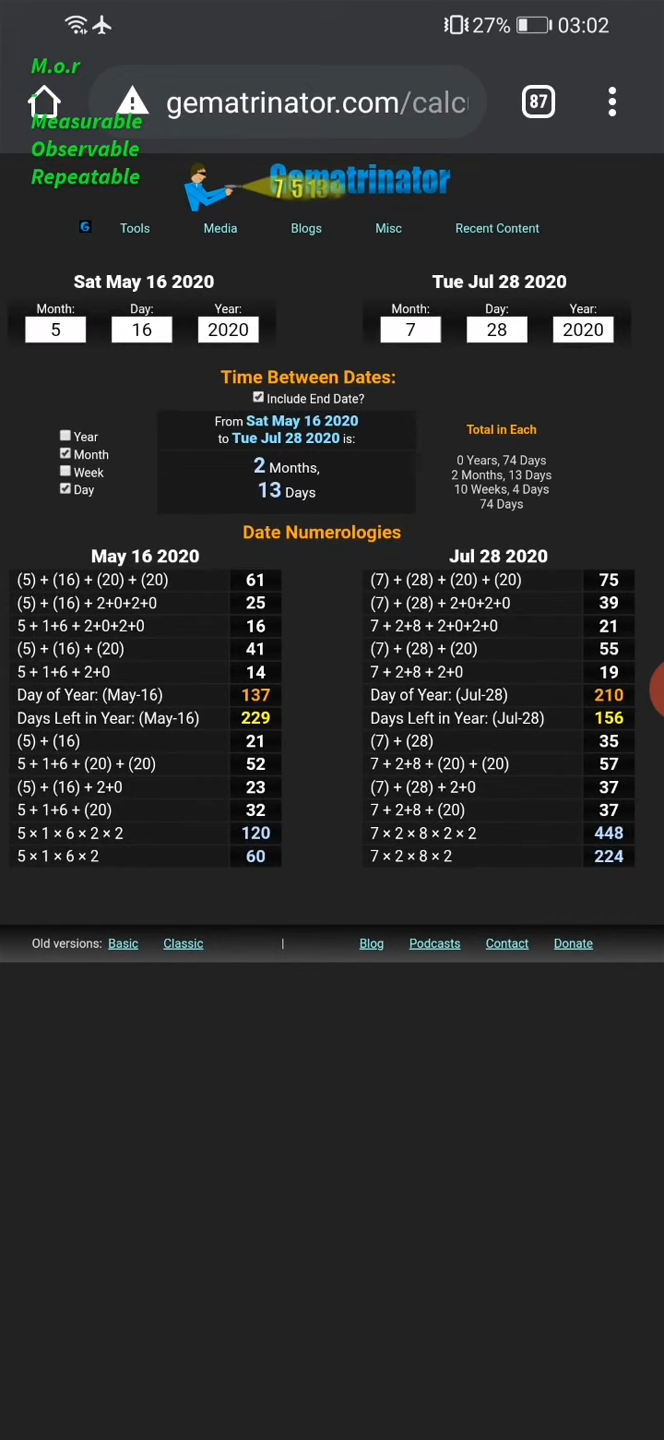 27% 03:02
M.o.r
gematrinator.com/calc
87
Measurable
Observable
Repeatable
Gematrinator
7 5 13
G Tools Media Blogs Misc Recent Content
Sat May 16 2020 Tue Jul 28 2020
Month: Day: Year: Month: Day: Year:
5 16 2020 7 28 2020
Time Between Dates:
Include End Date?
From Sat May 16 2020
to Tue Jul 28 2020 is:
2 Months,
13 Days
Year
Month
Week
Day
Total in Each
0 Years, 74 Days
2 Months, 13 Days
10 Weeks, 4 Days
74 Days
Date Numerologies
May 16 2020 Jul 28 2020
(5) + (16) + (20) + (20) 61 (7) + (28) + (20) + (20) 75
(5) + (16) + 2+0+2+0 25 (7) + (28) + 2+0+2+0 39
5 + 1+6 + 2+0+2+0 16 7 + 2+8 + 2+0+2+0 21
(5) + (16) + (20) 41 (7) + (28) + (20) 55
5 + 1+6 + 2+0 14 7 + 2+8 + 2+0 19
Day of Year: (May-16) 137 Day of Year: (Jul-28) 210
Days Left in Year: (May-16) 229 Days Left in Year: (Jul-28) 156
(5) + (16) 21 (7) + (28) 35
5 + 1+6 + (20) + (20) 52 7 + 2+8 + (20) + (20) 57
(5) + (16) + 2+0 23 (7) + (28) + 2+0 37
5 + 1+6 + (20) 32 7 + 2+8 + (20) 37
5 × 1 × 6 × 2 × 2 120 7 × 2 × 8 × 2 × 2 448
5 × 1 × 6 × 2 60 7 × 2 × 8 × 2 224
Old versions: Basic Classic | Blog Podcasts Contact Donate